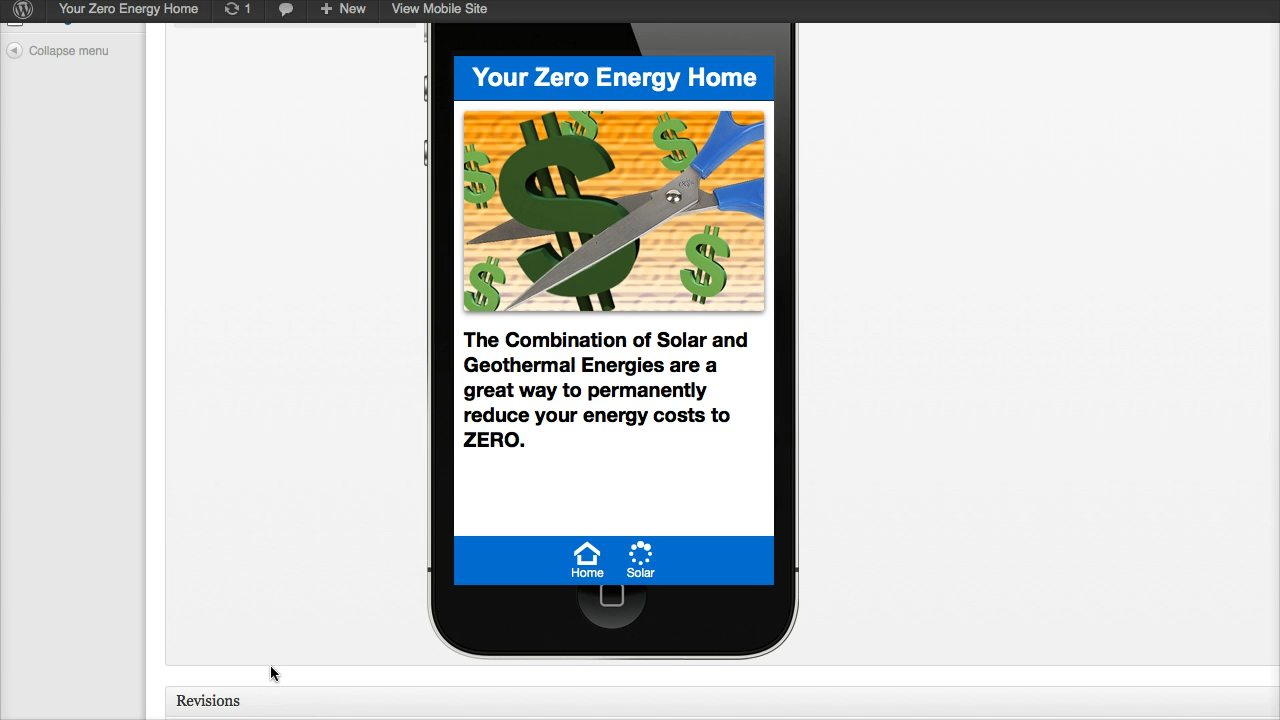 Your Zero Energy Home 1 New View Mobile Site
Collapse menu
Your Zero Energy Home
The Combination of Solar and
Geothermal Energies are a
great way to permanently
reduce your energy costs to
ZERO.
Home Solar
Revisions